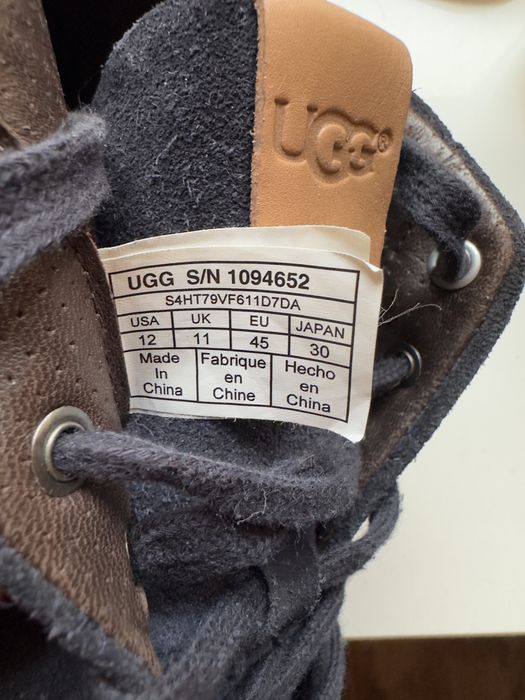 UGG®
UGG S/N 1094652
S4HT79VF611D7DA
USA UK EU JAPAN
12 11 45 30
Made Fabrique Hecho
In en en
China Chine China